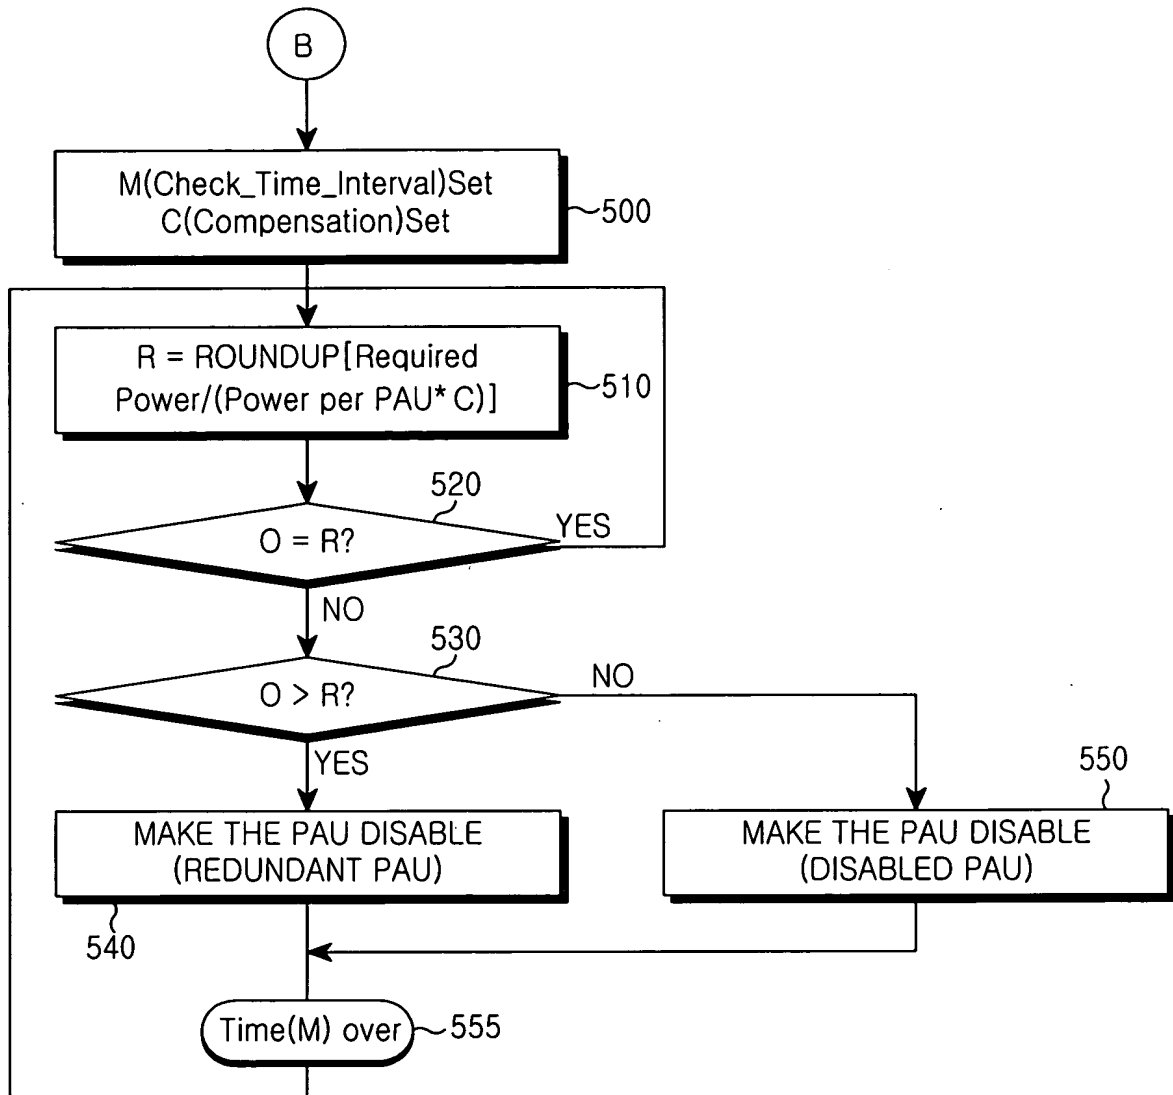 B
M(Check_Time_Interval)Set
C(Compensation)Set
500
R = ROUNDUP[Required
Power/(Power per PAU* C)]
510
520
O = R?
YES
NO
530
O > R?
NO
YES
550
MAKE THE PAU DISABLE
(REDUNDANT PAU)
MAKE THE PAU DISABLE
(DISABLED PAU)
540
Time(M) over
555